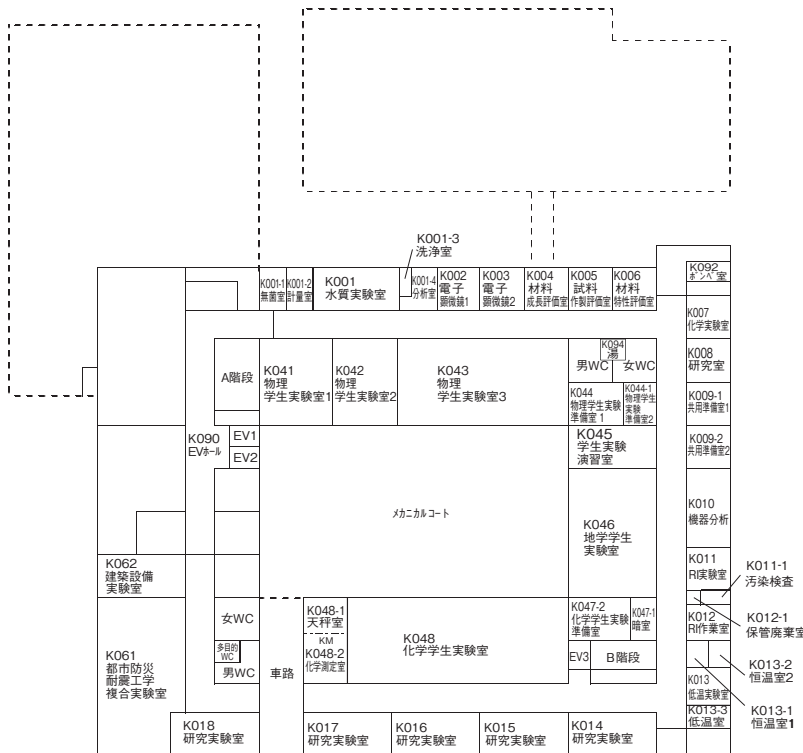 K001-3
洗浄室
K001-1
無菌室
K001-2
計量室
K001
水質実験室
K001-4
分析室
K002
電子
顕微鏡1
K003
電子
顕微鏡2
K004
材料
成長評価室
K005
試料
作製評価室
K006
材料
特性評価室
K092
ボンベ室
K007
化学実験室
K008
研究室
K009-1
共用準備室1
K009-2
共用準備室2
K010
機器分析
K011
RI実験室
K011-1
汚染検査
K012
RI作業室
K012-1
保管廃棄室
K013-2
恒温室2
K013
低温実験室
K013-1
恒温室1
K013-3
低温室
A階段
K041
物理
学生実験室1
K042
物理
学生実験室2
K043
物理
学生実験室3
K094
湯
男WC
女WC
K044
物理学生実験
準備室 1
K044-1
物理学生
実験
準備室2
K045
学生実験
演習室
K090
EVホール
EV1
EV2
メカニカルコート
K046
地学学生
実験室
K062
建築設備
実験室
K061
都市防災
耐震工学
複合実験室
女WC
多目的
WC
男WC
車路
K048-1
天秤室
KM
K048-2
化学測定室
K048
化学学生実験室
K047-2
化学学生実験
準備室
K047-1
暗室
EV3
B階段
K018
研究実験室
K017
研究実験室
K016
研究実験室
K015
研究実験室
K014
研究実験室